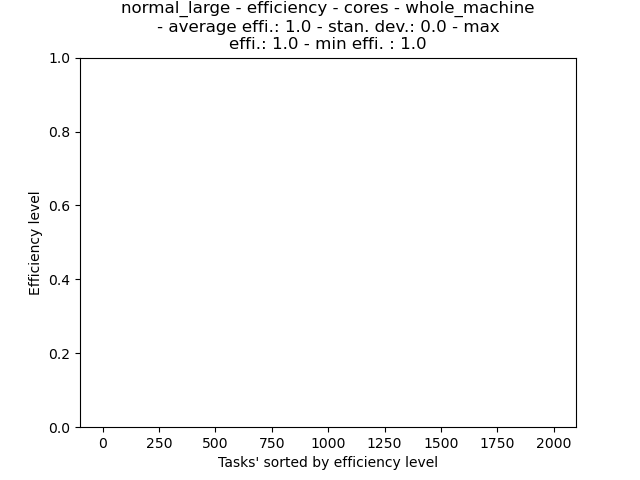 normal_large - efficiency - cores - whole_machine
- average effi.: 1.0 - stan. dev.: 0.0 - max
effi.: 1.0 - min effi. : 1.0
1.0
0.8
0.6
0.4
0.2
0.0
Efficiency level
0 250 500 750 1000 1250 1500 1750 2000
Tasks' sorted by efficiency level